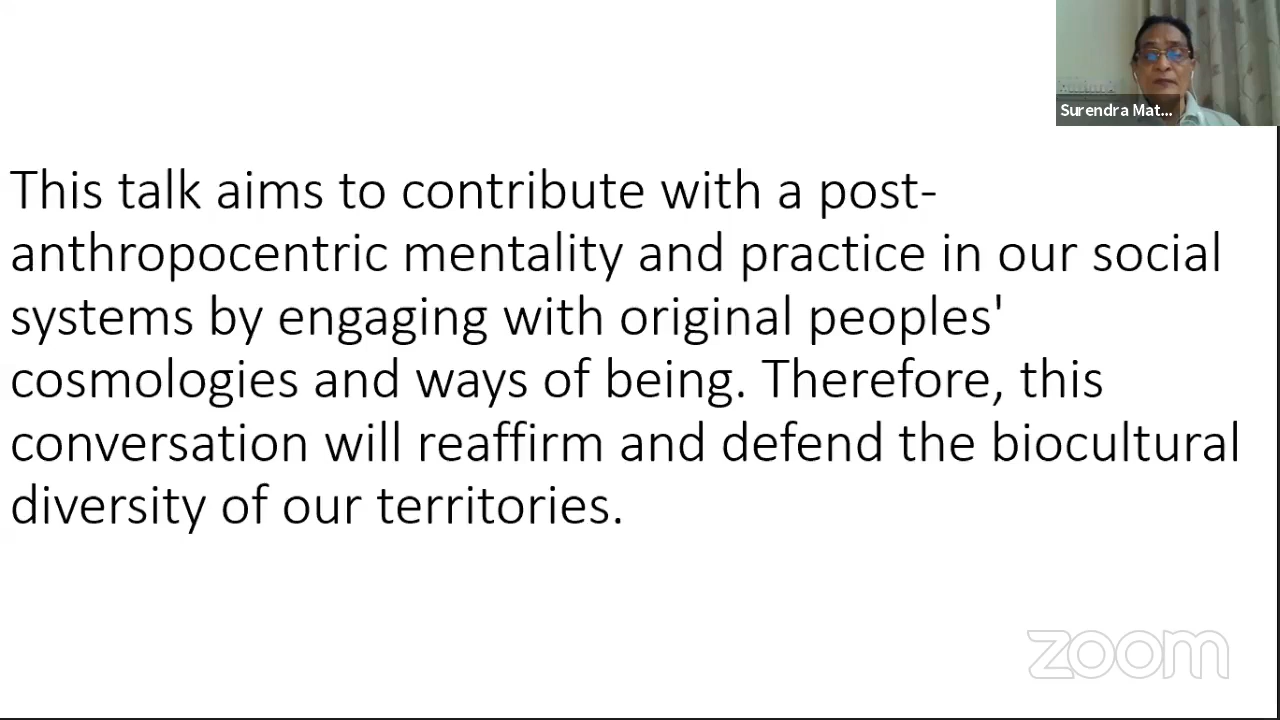 Surendra Mat...
This talk aims to contribute with a post-
anthropocentric mentality and practice in our social
systems by engaging with original peoples'
cosmologies and ways of being. Therefore, this
conversation will reaffirm and defend the biocultural
diversity of our territories.
zoom